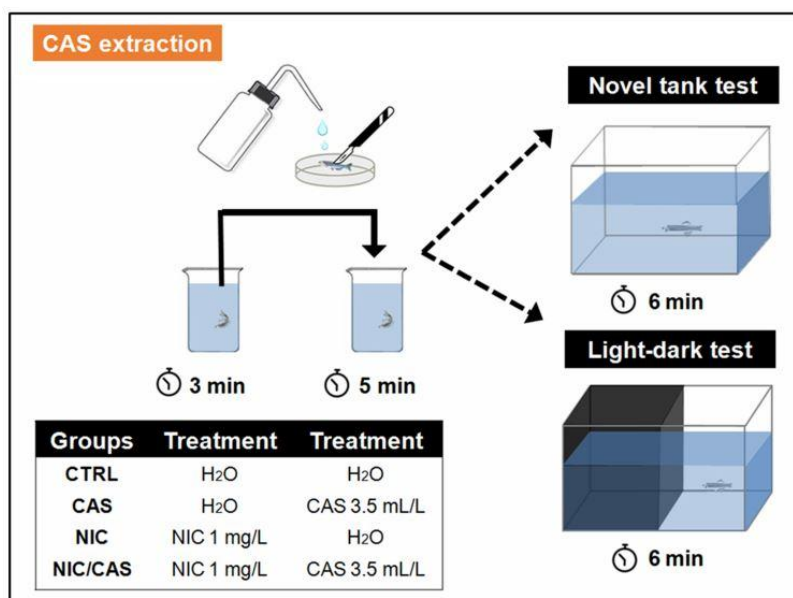 CAS extraction
Novel tank test
6 min
Light-dark test
3 min
5 min
6 min
Groups Treatment Treatment
CTRL H₂O H₂O
CAS H₂O CAS 3.5 mL/L
NIC NIC 1 mg/L H₂O
NIC/CAS NIC 1 mg/L CAS 3.5 mL/L